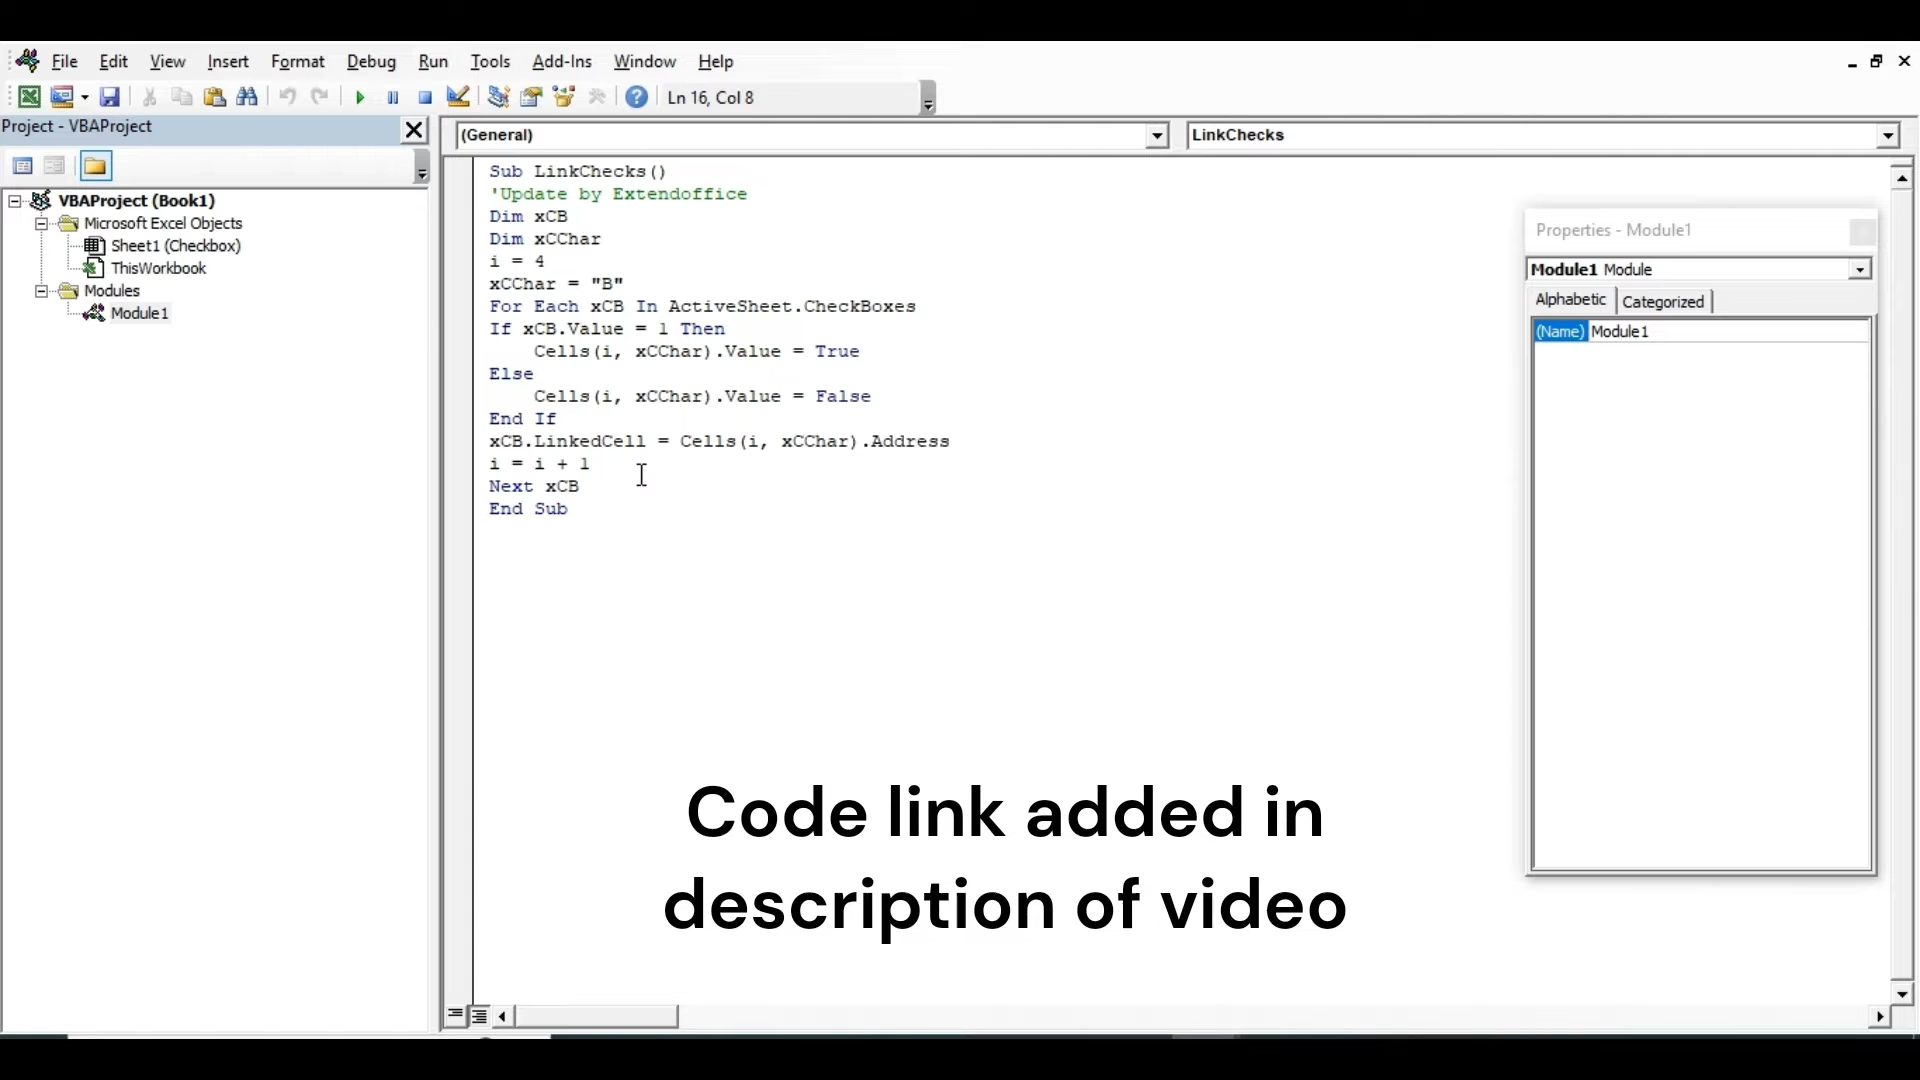 File Edit View Insert Format Debug Run Tools Add-Ins Window Help
Ln 16, Col 8
Project - VBAProject
(General)
LinkChecks
VBAProject (Book1)
Microsoft Excel Objects
Sheet1 (Checkbox)
ThisWorkbook
Modules
Module1
Sub LinkChecks()
'Update by Extendoffice
Dim xCB
Dim xCChar
i = 4
xCChar = "B"
For Each xCB In ActiveSheet.CheckBoxes
If xCB.Value = 1 Then
    Cells(i, xCChar).Value = True
Else
    Cells(i, xCChar).Value = False
End If
xCB.LinkedCell = Cells(i, xCChar).Address
i = i + 1
Next xCB
End Sub
Properties - Module1
Module1 Module
Alphabetic Categorized
(Name) Module1
Code link added in
description of video